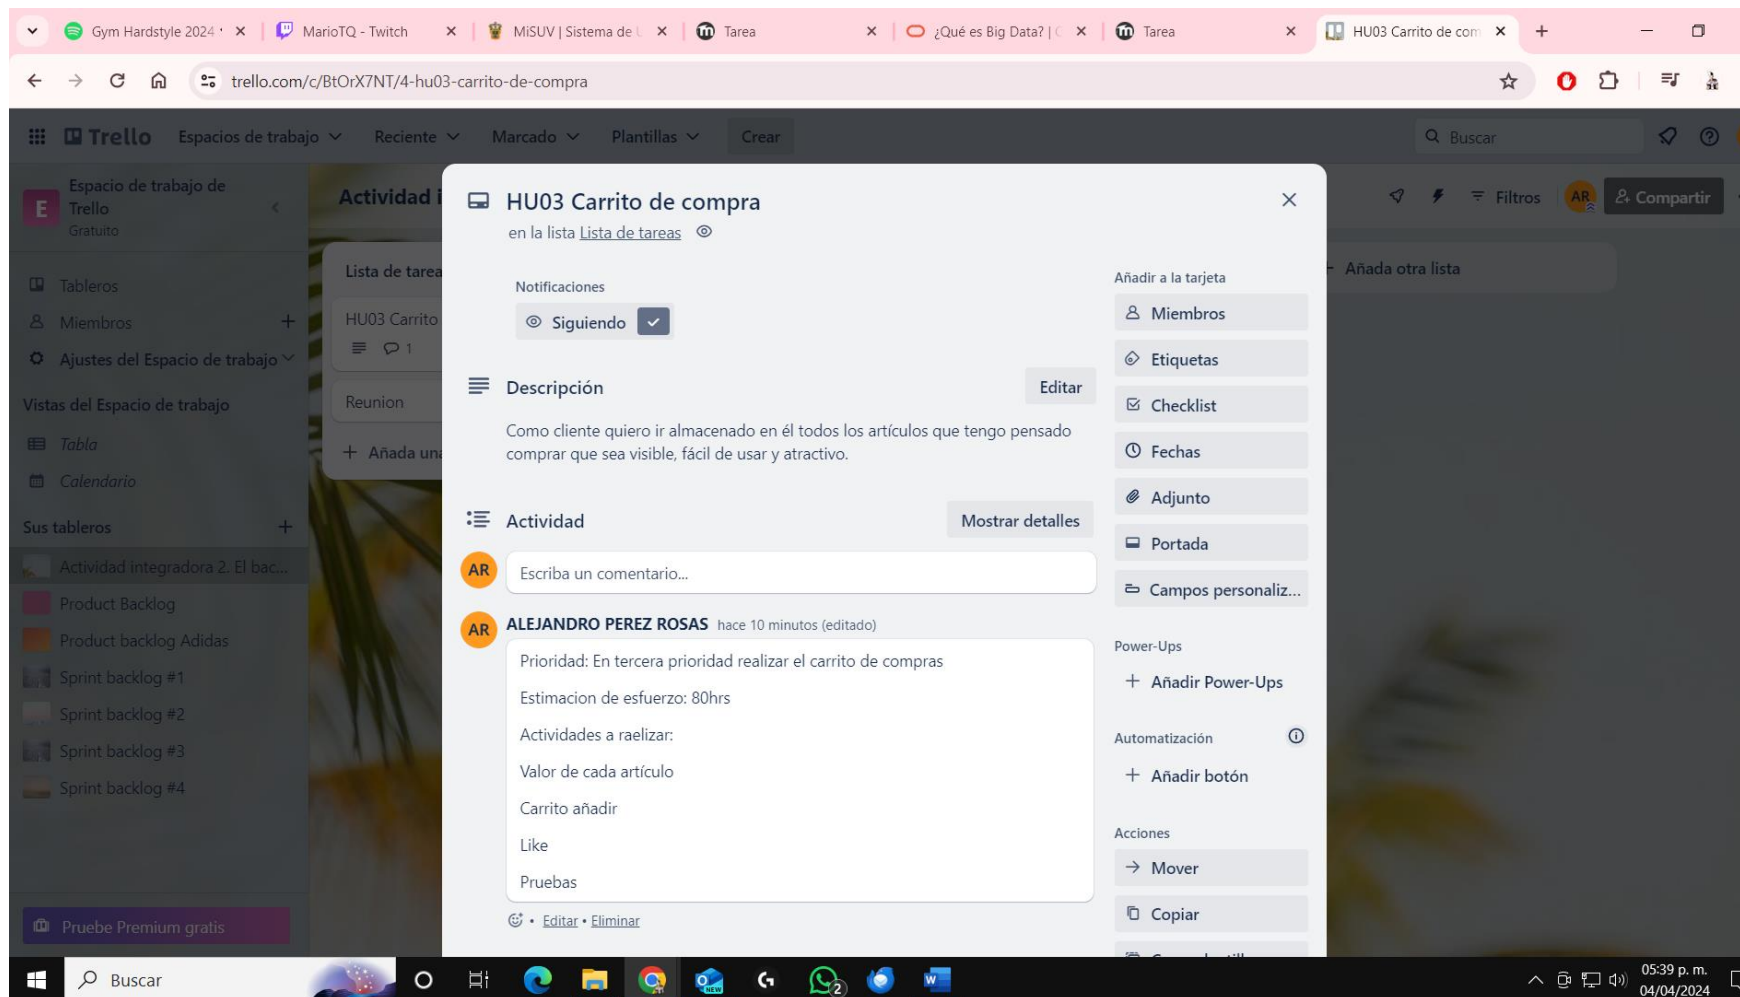 Gym Hardstyle 2024
MarioTQ - Twitch
MiSUV | Sistema de
Tarea
¿Qué es Big Data? |
Tarea
HU03 Carrito de com
trello.com/c/BtOrX7NT/4-hu03-carrito-de-compra
Trello
Espacios de trabajo
Reciente
Marcado
Plantillas
Crear
Buscar
E
Espacio de trabajo de
Trello
Gratuito
Tableros
Miembros
Ajustes del Espacio de trabajo
Vistas del Espacio de trabajo
Tabla
Calendario
Sus tableros
Actividad integradora 2. El bac...
Product Backlog
Product backlog Adidas
Sprint backlog #1
Sprint backlog #2
Sprint backlog #3
Sprint backlog #4
Pruebe Premium gratis
Actividad i
Filtros
AR
Compartir
Lista de tarea
HU03 Carrito
1
Reunion
+ Añada una
Añada otra lista
HU03 Carrito de compra
en la lista Lista de tareas
Notificaciones
Siguiendo
Descripción
Editar
Como cliente quiero ir almacenado en él todos los artículos que tengo pensado
comprar que sea visible, fácil de usar y atractivo.
Actividad
Mostrar detalles
AR
Escriba un comentario...
AR
ALEJANDRO PEREZ ROSAS hace 10 minutos (editado)
Prioridad: En tercera prioridad realizar el carrito de compras
Estimacion de esfuerzo: 80hrs
Actividades a raelizar:
Valor de cada artículo
Carrito añadir
Like
Pruebas
• Editar • Eliminar
Añadir a la tarjeta
Miembros
Etiquetas
Checklist
Fechas
Adjunto
Portada
Campos personaliz...
Power-Ups
+ Añadir Power-Ups
Automatización
+ Añadir botón
Acciones
Mover
Copiar
Buscar
NEW
2
05:39 p. m.
04/04/2024